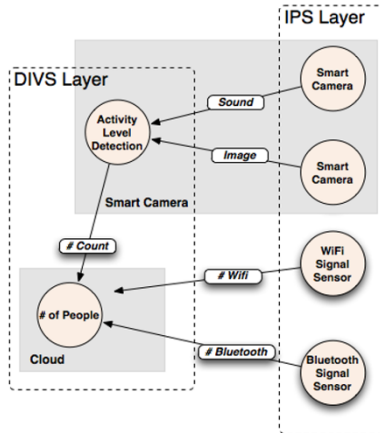 IPS Layer
DIVS Layer
Smart
Camera
Sound
Activity
Level
Detection
Image
Smart
Camera
Smart Camera
# Count
WiFi
Signal
Sensor
# Wifi
# of People
# Bluetooth
Cloud
Bluetooth
Signal
Sensor